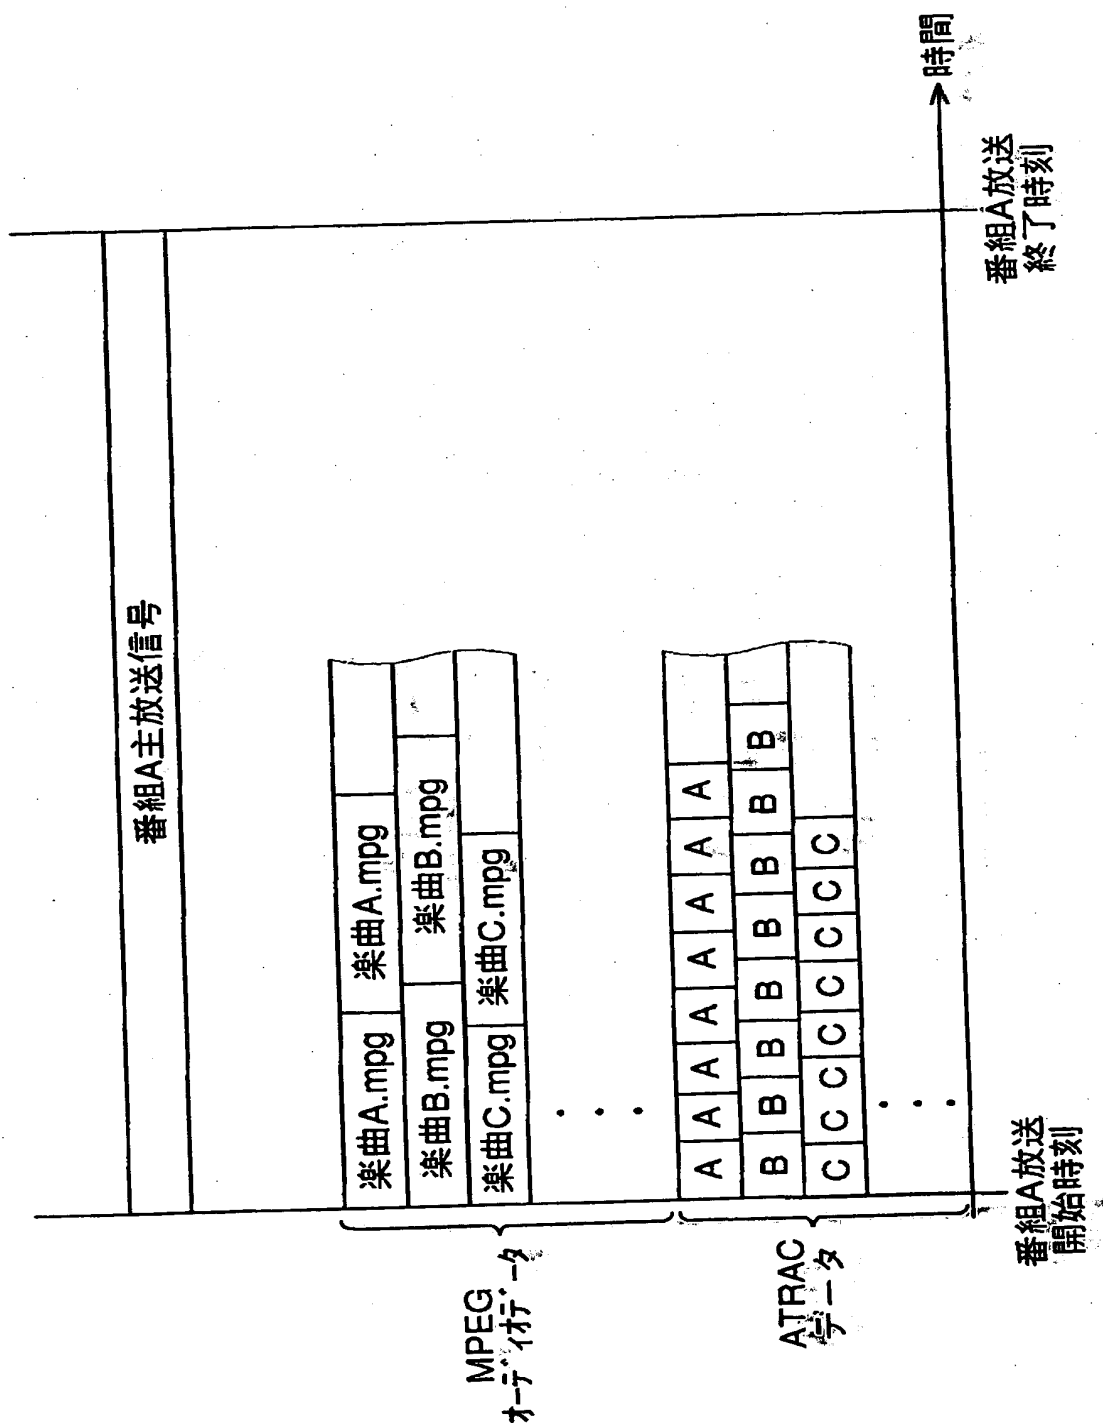 番組A主放送信号
MPEG
オーディオデータ
楽曲A.mpg 楽曲A.mpg
楽曲B.mpg 楽曲B.mpg
楽曲C.mpg 楽曲C.mpg
ATRAC
データ
A A A A A A A A
B B B B B B B B
C C C C C C C C
時間
番組A放送
開始時刻
番組A放送
終了時刻